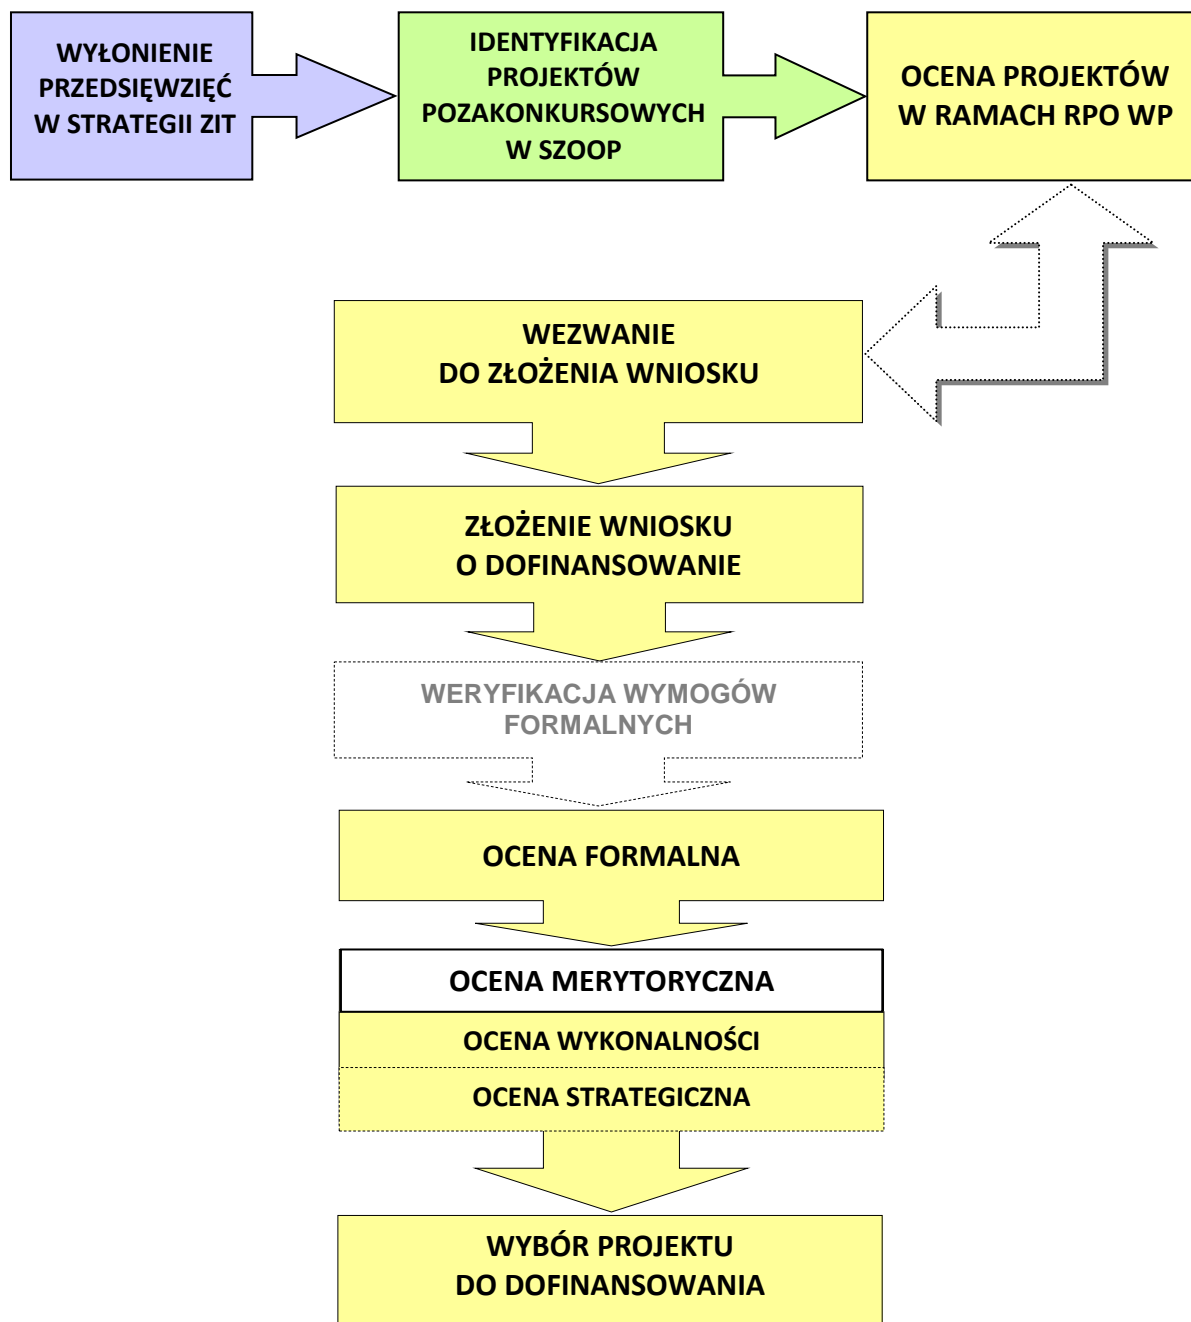 WYŁONIENIE
PRZEDSIĘWZIĘĆ
W STRATEGII ZIT
IDENTYFIKACJA
PROJEKTÓW
POZAKONKURSOWYCH
W SZOOP
OCENA PROJEKTÓW
W RAMACH RPO WP
WEZWANIE
DO ZŁOŻENIA WNIOSKU
ZŁOŻENIE WNIOSKU
O DOFINANSOWANIE
WERYFIKACJA WYMOGÓW
FORMALNYCH
OCENA FORMALNA
OCENA MERYTORYCZNA
OCENA WYKONALNOŚCI
OCENA STRATEGICZNA
WYBÓR PROJEKTU
DO DOFINANSOWANIA